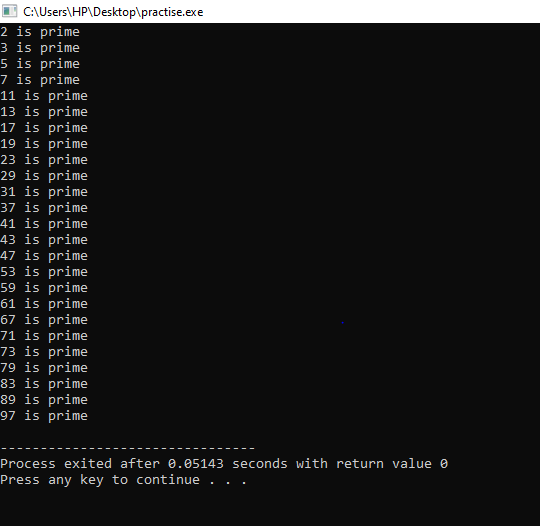 C:\Users\HP\Desktop\practise.exe
2 is prime
3 is prime
5 is prime
7 is prime
11 is prime
13 is prime
17 is prime
19 is prime
23 is prime
29 is prime
31 is prime
37 is prime
41 is prime
43 is prime
47 is prime
53 is prime
59 is prime
61 is prime
67 is prime
71 is prime
73 is prime
79 is prime
83 is prime
89 is prime
97 is prime
--------------------------------
Process exited after 0.05143 seconds with return value 0
Press any key to continue . . .